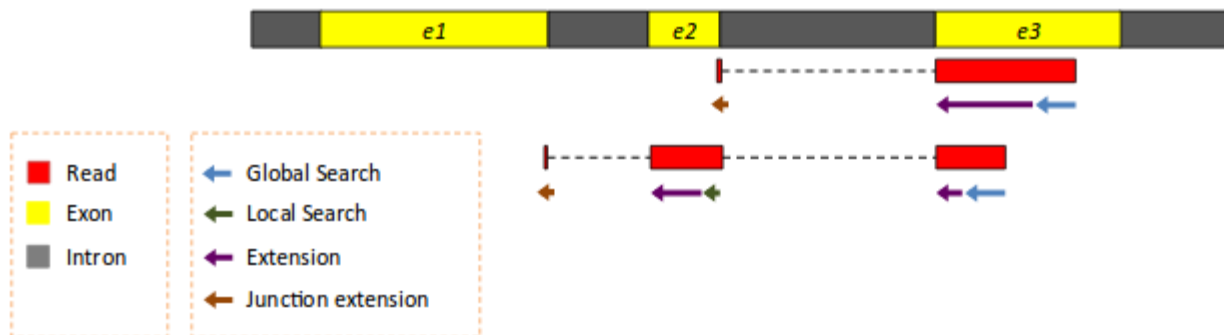 e1
e2
e3
Read
Exon
Intron
Global Search
Local Search
Extension
Junction extension